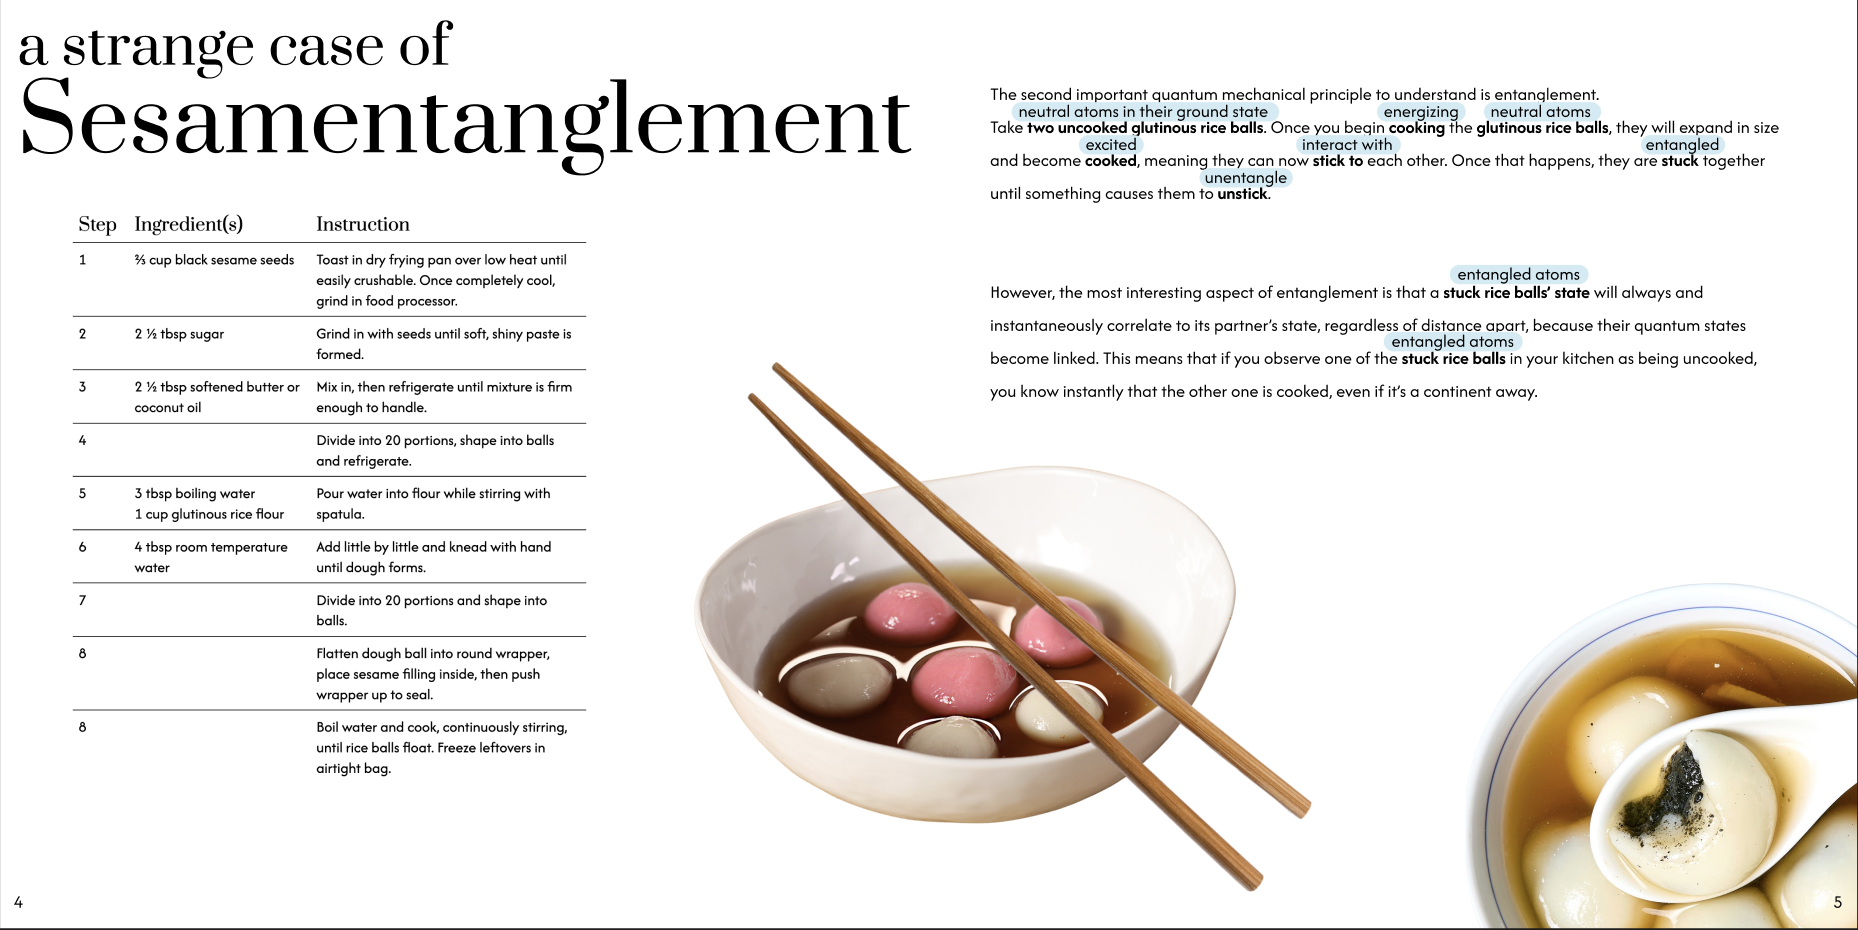 a strange case of
Sesamentanglement
Step Ingredient(s) Instruction
1 ⅔ cup black sesame seeds Toast in dry frying pan over low heat until
easily crushable. Once completely cool,
grind in food processor.
2 2 ½ tbsp sugar Grind in with seeds until soft, shiny paste is
formed.
3 2 ½ tbsp softened butter or Mix in, then refrigerate until mixture is firm
coconut oil enough to handle.
4 Divide into 20 portions, shape into balls
and refrigerate.
5 3 tbsp boiling water Pour water into flour while stirring with
1 cup glutinous rice flour spatula.
6 4 tbsp room temperature Add little by little and knead with hand
water until dough forms.
7 Divide into 20 portions and shape into
balls.
8 Flatten dough ball into round wrapper,
place sesame filling inside, then push
wrapper up to seal.
8 Boil water and cook, continuously stirring,
until rice balls float. Freeze leftovers in
airtight bag.
4
The second important quantum mechanical principle to understand is entanglement.
neutral atoms in their ground state energizing neutral atoms
Take two uncooked glutinous rice balls. Once you begin cooking the glutinous rice balls, they will expand in size
excited interact with entangled
and become cooked, meaning they can now stick to each other. Once that happens, they are stuck together
unentangle
until something causes them to unstick.
entangled atoms
However, the most interesting aspect of entanglement is that a stuck rice balls’ state will always and
instantaneously correlate to its partner’s state, regardless of distance apart, because their quantum states
entangled atoms
become linked. This means that if you observe one of the stuck rice balls in your kitchen as being uncooked,
you know instantly that the other one is cooked, even if it’s a continent away.
5